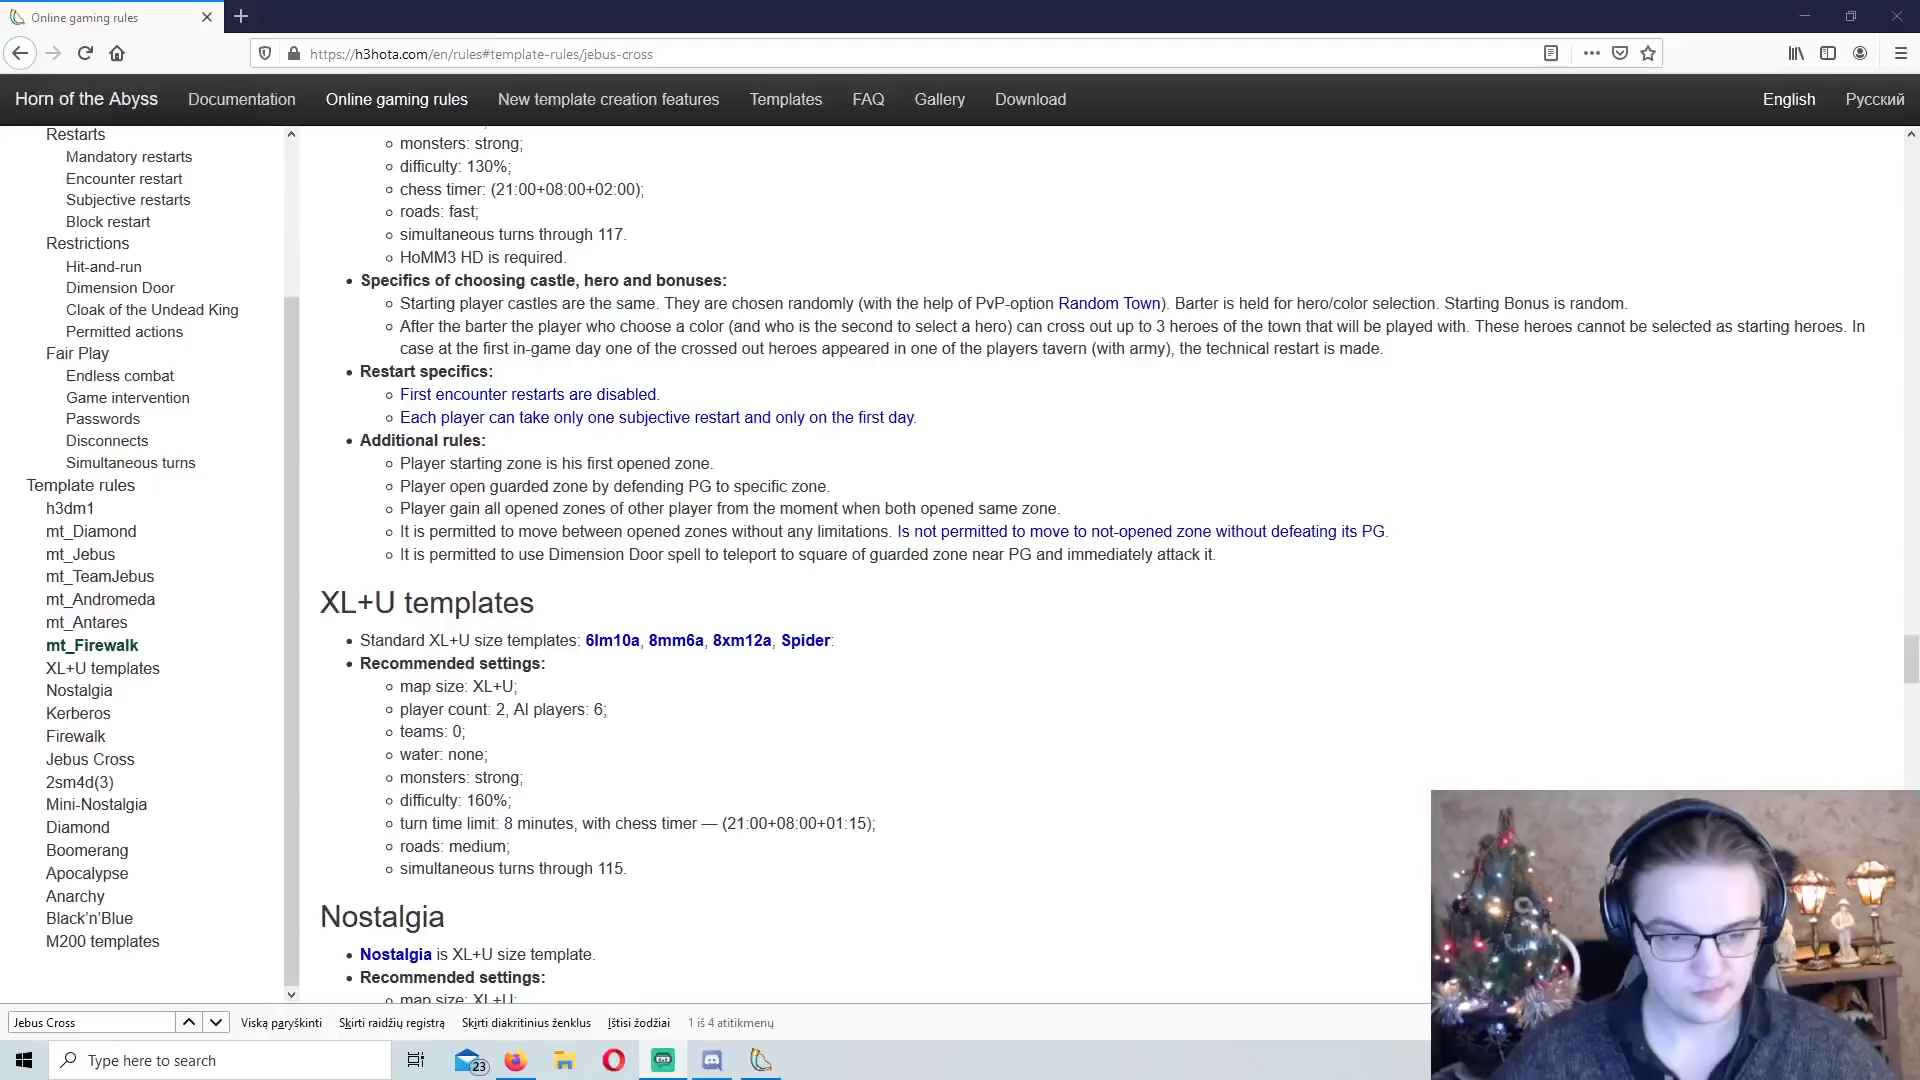 Online gaming rules
https://h3hota.com/en/rules#template-rules/jebus-cross
Horn of the Abyss
Documentation
Online gaming rules
New template creation features
Templates
FAQ
Gallery
Download
English
Русский
Restarts
Mandatory restarts
Encounter restart
Subjective restarts
Block restart
Restrictions
Hit-and-run
Dimension Door
Cloak of the Undead King
Permitted actions
Fair Play
Endless combat
Game intervention
Passwords
Disconnects
Simultaneous turns
Template rules
h3dm1
mt_Diamond
mt_Jebus
mt_TeamJebus
mt_Andromeda
mt_Antares
mt_Firewalk
XL+U templates
Nostalgia
Kerberos
Firewalk
Jebus Cross
2sm4d(3)
Mini-Nostalgia
Diamond
Boomerang
Apocalypse
Anarchy
Black'n'Blue
M200 templates
monsters: strong;
difficulty: 130%;
chess timer: (21:00+08:00+02:00);
roads: fast;
simultaneous turns through 117.
HoMM3 HD is required.
Specifics of choosing castle, hero and bonuses:
Starting player castles are the same. They are chosen randomly (with the help of PvP-option Random Town). Barter is held for hero/color selection. Starting Bonus is random.
After the barter the player who choose a color (and who is the second to select a hero) can cross out up to 3 heroes of the town that will be played with. These heroes cannot be selected as starting heroes. In
case at the first in-game day one of the crossed out heroes appeared in one of the players tavern (with army), the technical restart is made.
Restart specifics:
First encounter restarts are disabled.
Each player can take only one subjective restart and only on the first day.
Additional rules:
Player starting zone is his first opened zone.
Player open guarded zone by defending PG to specific zone.
Player gain all opened zones of other player from the moment when both opened same zone.
It is permitted to move between opened zones without any limitations. Is not permitted to move to not-opened zone without defeating its PG.
It is permitted to use Dimension Door spell to teleport to square of guarded zone near PG and immediately attack it.
XL+U templates
Standard XL+U size templates: 6lm10a, 8mm6a, 8xm12a, Spider:
Recommended settings:
map size: XL+U;
player count: 2, AI players: 6;
teams: 0;
water: none;
monsters: strong;
difficulty: 160%;
turn time limit: 8 minutes, with chess timer — (21:00+08:00+01:15);
roads: medium;
simultaneous turns through 115.
Nostalgia
Nostalgia is XL+U size template.
Recommended settings:
map size: XL+U;
Jebus Cross
Viską paryškinti
Skirti raidžių registrą
Skirti diakritinius ženklus
Ištisi žodžiai
1 iš 4 atitikmenų
Type here to search
23